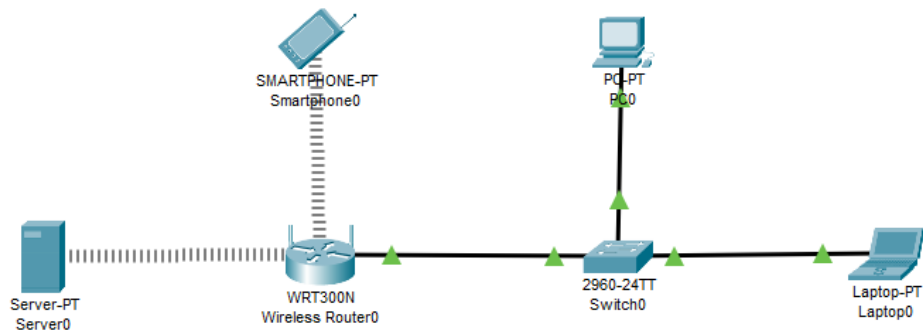 SMARTPHONE-PT
Smartphone0
PC-PT
PC0
Server-PT
Server0
WRT300N
Wireless Router0
2960-24TT
Switch0
Laptop-PT
Laptop0